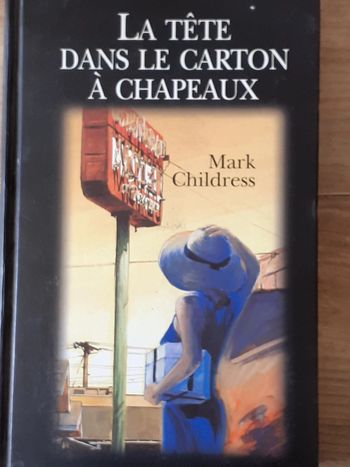 LA TÊTE
DANS LE CARTON
À CHAPEAUX
Mark
Childress